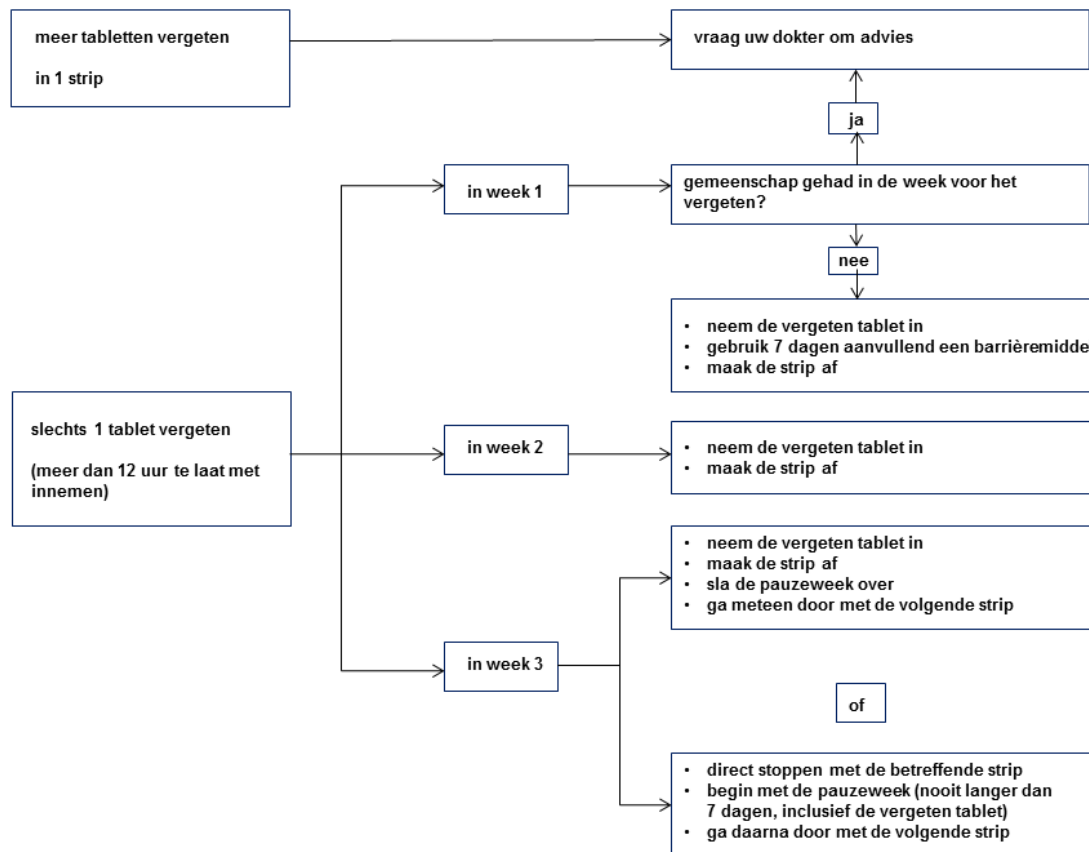 meer tabletten vergeten
in 1 strip
vraag uw dokter om advies
ja
in week 1
gemeenschap gehad in de week voor het
vergeten?
nee
• neem de vergeten tablet in
• gebruik 7 dagen aanvullend een barrièremidde
• maak de strip af
slechts 1 tablet vergeten
(meer dan 12 uur te laat met
innemen)
in week 2
• neem de vergeten tablet in
• maak de strip af
• neem de vergeten tablet in
• maak de strip af
• sla de pauzeweek over
• ga meteen door met de volgende strip
in week 3
of
• direct stoppen met de betreffende strip
• begin met de pauzeweek (nooit langer dan
7 dagen, inclusief de vergeten tablet)
• ga daarna door met de volgende strip